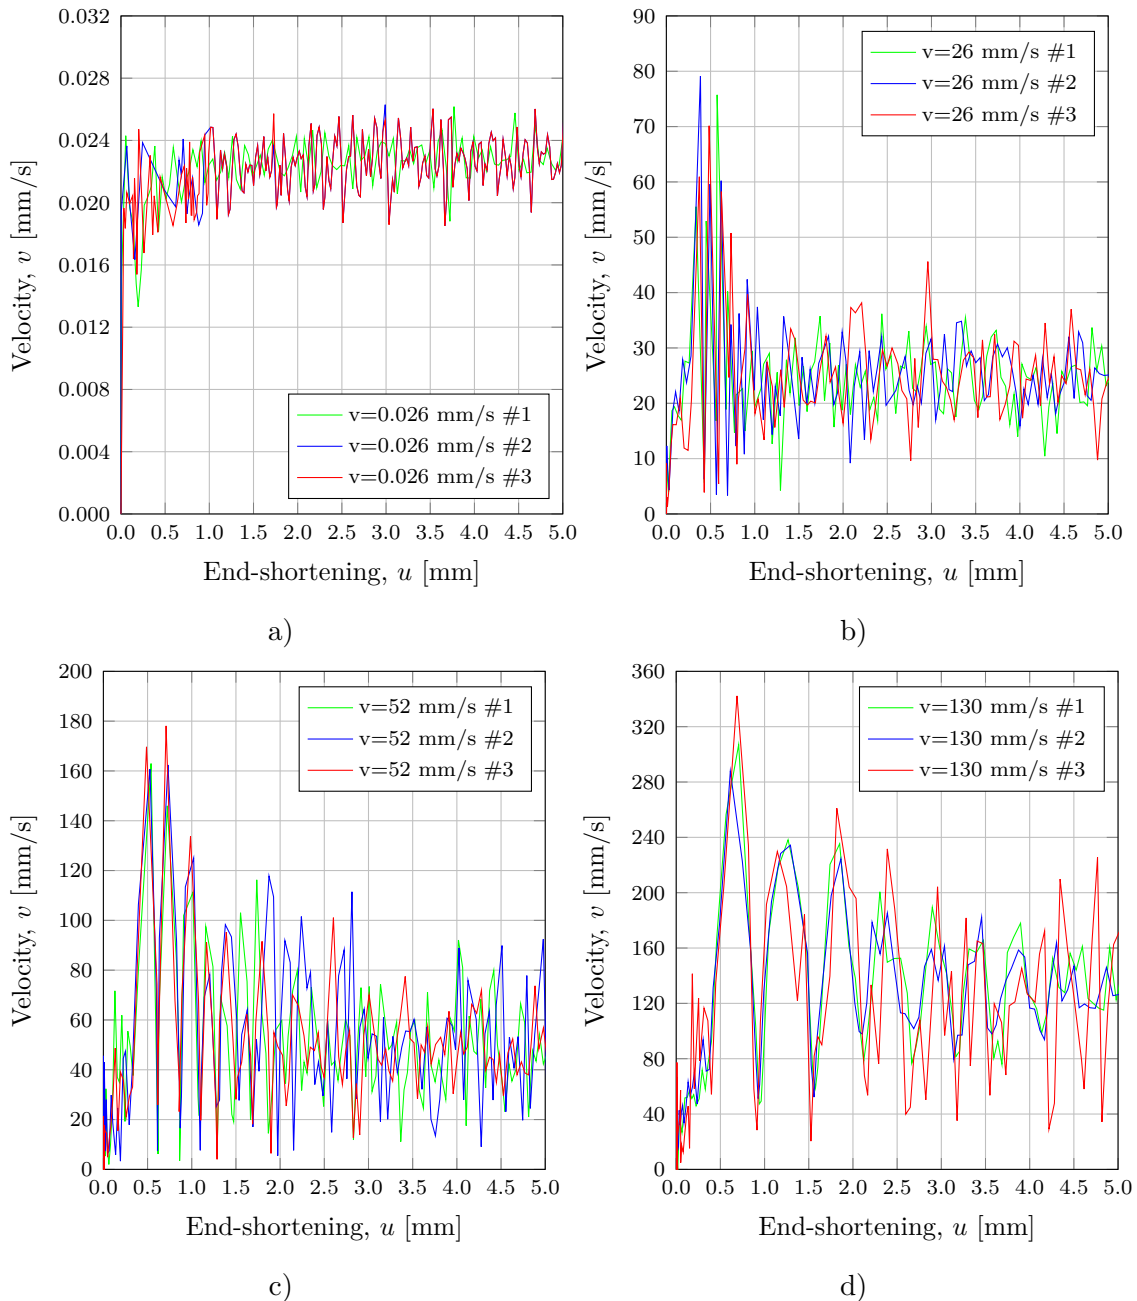 0.032
0.028
0.024
0.020
0.016
0.012
0.008
0.004
0.000
Velocity, v [mm/s]
v=0.026 mm/s #1
v=0.026 mm/s #2
v=0.026 mm/s #3
0.0 0.5 1.0 1.5 2.0 2.5 3.0 3.5 4.0 4.5 5.0
End-shortening, u [mm]
a)
90
80
70
60
50
40
30
20
10
0
Velocity, v [mm/s]
v=26 mm/s #1
v=26 mm/s #2
v=26 mm/s #3
0.0 0.5 1.0 1.5 2.0 2.5 3.0 3.5 4.0 4.5 5.0
End-shortening, u [mm]
b)
200
180
160
140
120
100
80
60
40
20
0
Velocity, v [mm/s]
v=52 mm/s #1
v=52 mm/s #2
v=52 mm/s #3
0.0 0.5 1.0 1.5 2.0 2.5 3.0 3.5 4.0 4.5 5.0
End-shortening, u [mm]
c)
360
320
280
240
200
160
120
80
40
0
Velocity, v [mm/s]
v=130 mm/s #1
v=130 mm/s #2
v=130 mm/s #3
0.0 0.5 1.0 1.5 2.0 2.5 3.0 3.5 4.0 4.5 5.0
End-shortening, u [mm]
d)